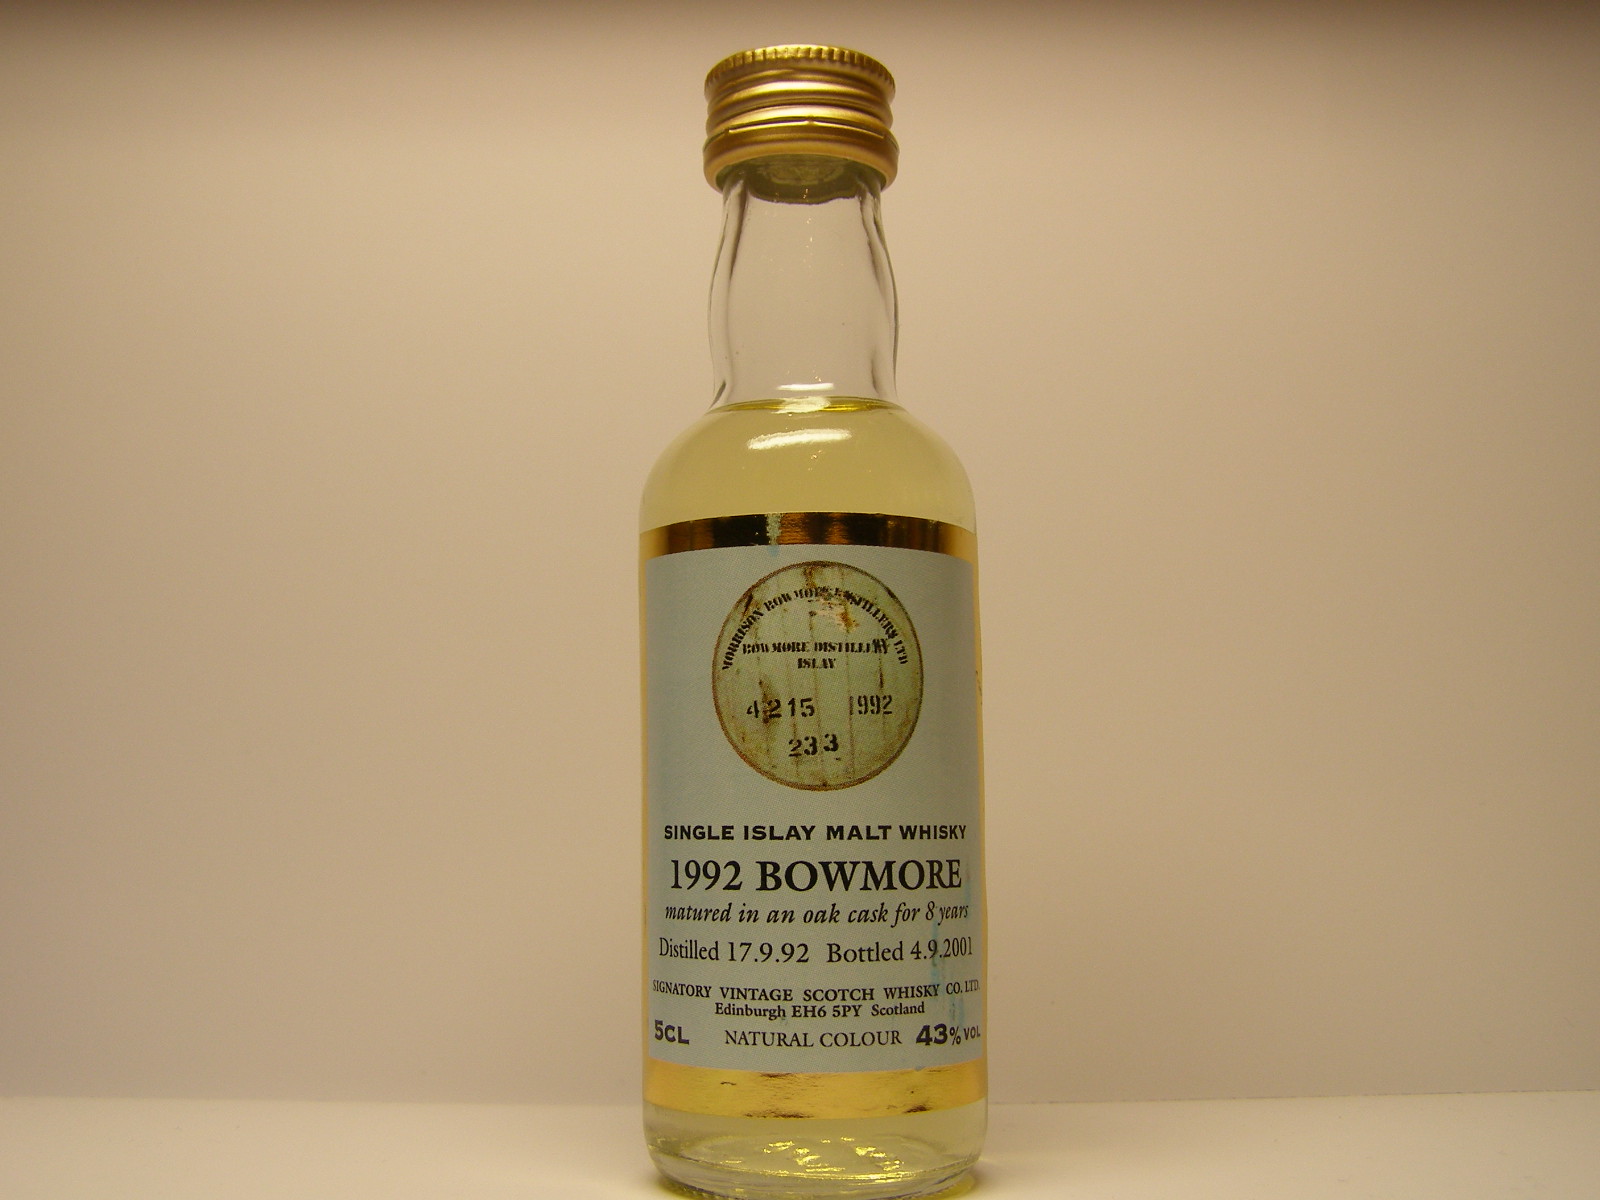 MORRISON BOWMORE DISTILLERS LTD
BOWMORE DISTILLERY
ISLAY
4215 1992
233
SINGLE ISLAY MALT WHISKY
1992 BOWMORE
matured in an oak cask for 8 years
Distilled 17.9.92 Bottled 4.9.2001
SIGNATORY VINTAGE SCOTCH WHISKY CO. LTD.
Edinburgh EH6 5PY Scotland
5CL NATURAL COLOUR 43% VOL